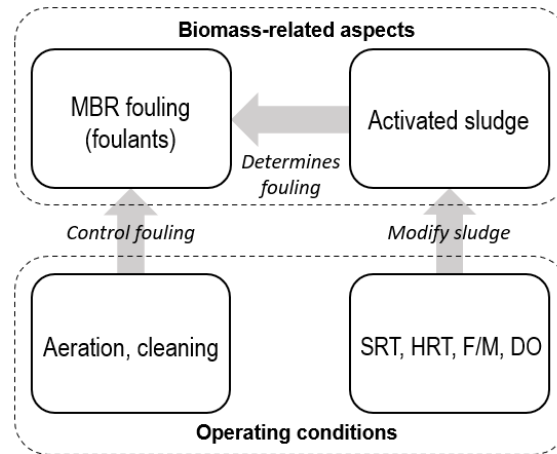 Biomass-related aspects
MBR fouling
(foulants)
Activated sludge
Determines
fouling
Control fouling
Modify sludge
Aeration, cleaning
SRT, HRT, F/M, DO
Operating conditions